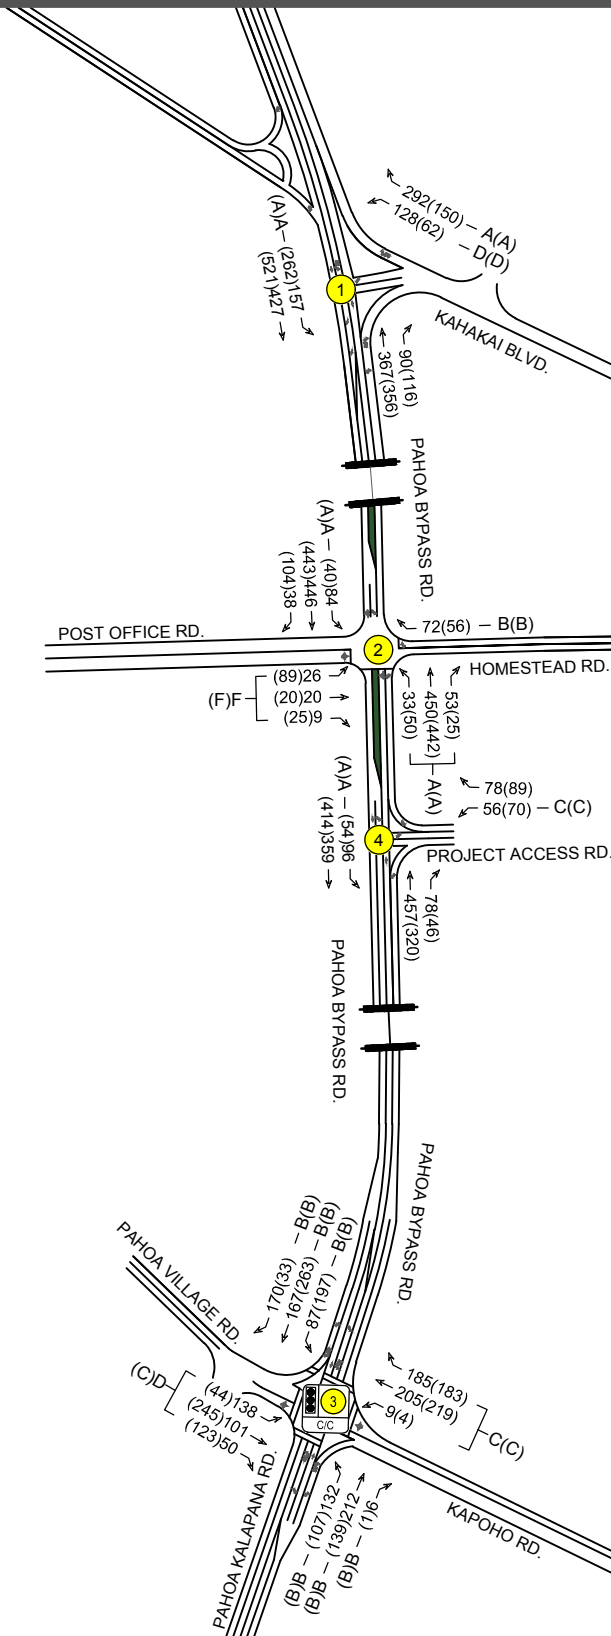 292(150) – A(A)
128(62) – D(D)
(A)A – (262)157
(521)427
1
KAHAKAI BLVD.
90(116)
367(356)
PAHOA BYPASS RD.
(A)A – (40)84
(443)446
(104)38
72(56) – B(B)
POST OFFICE RD.
2
HOMESTEAD RD.
(89)26
(F)F
(20)20
(25)9
53(25)
450(442)
33(50)
A(A)
(A)A – (54)96
(414)359
78(89)
56(70) – C(C)
4
PROJECT ACCESS RD.
78(46)
457(320)
PAHOA BYPASS RD.
PAHOA BYPASS RD.
170(33) – B(B)
167(263) – B(B)
87(197) – B(B)
PAHOA VILLAGE RD.
(C)D
(44)138
(245)101
(123)50
3
C/C
185(183)
205(219)
9(4)
C(C)
PAHOA KALAPANA RD.
(B)B – (107)132
(B)B – (139)212
(B)B – (1)6
KAPOHO RD.